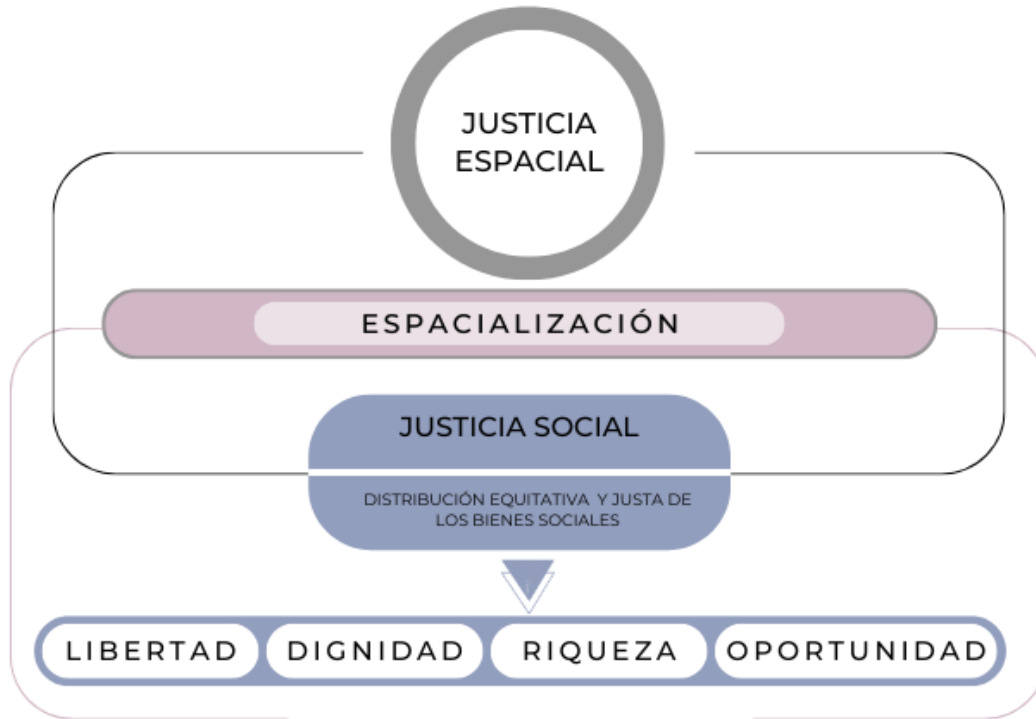 JUSTICIA
ESPACIAL
ESPACIALIZACIÓN
JUSTICIA SOCIAL
DISTRIBUCIÓN EQUITATIVA Y JUSTA DE
LOS BIENES SOCIALES
LIBERTAD DIGNIDAD RIQUEZA OPORTUNIDAD